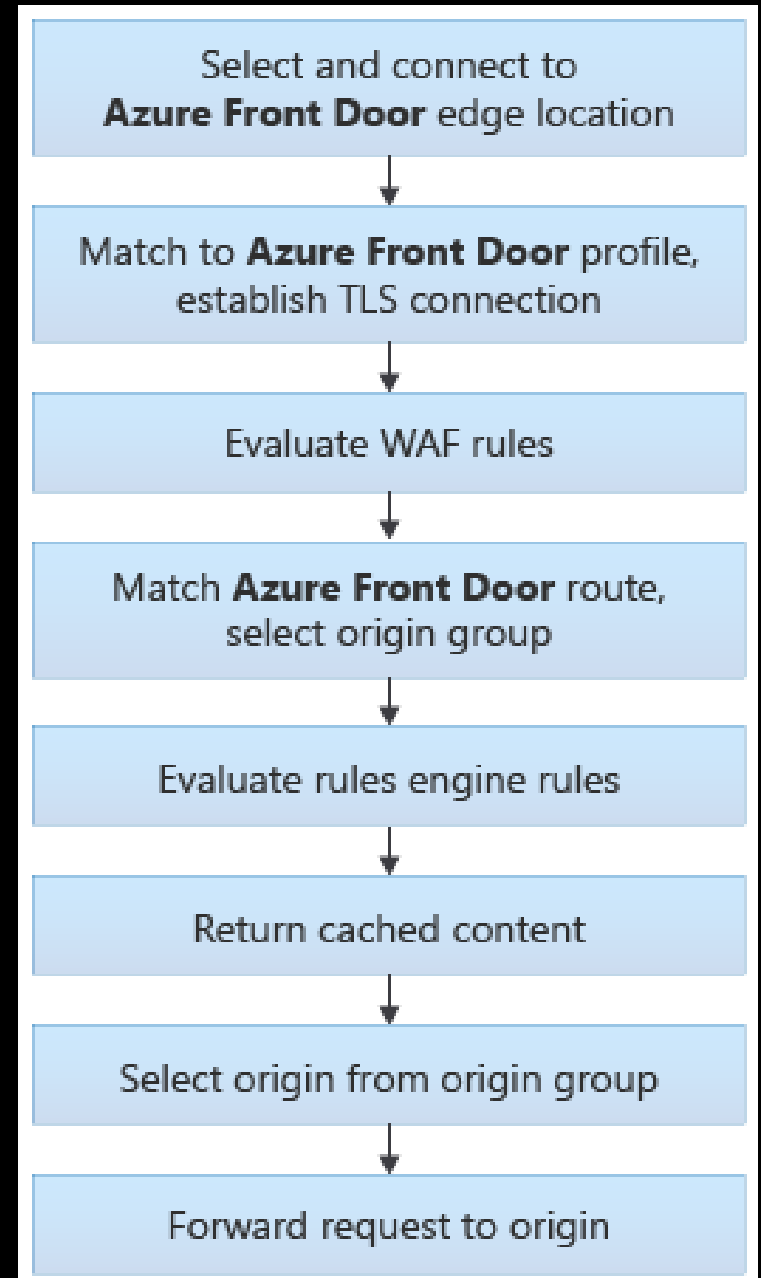 Select and connect to
Azure Front Door edge location
Match to Azure Front Door profile,
establish TLS connection
Evaluate WAF rules
Match Azure Front Door route,
select origin group
Evaluate rules engine rules
Return cached content
Select origin from origin group
Forward request to origin